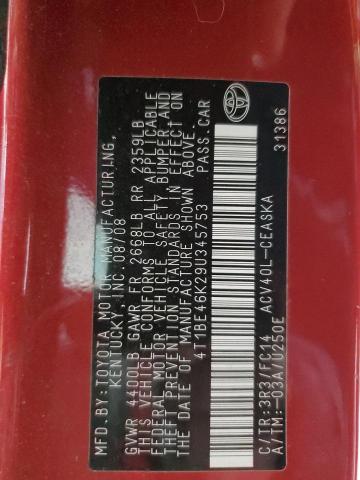 MFD.BY:TOYOTA MOTOR MANUFACTURING,
KENTUCKY, INC.08/08
GVWR 4400LB GAWR FR 2668LB RR 2359LB
THIS VEHICLE CONFORMS TO ALL APPLICABLE
FEDERAL MOTOR VEHICLE SAFETY, BUMPER,AND
THEFT PREVENTION STANDARDS IN EFFECT ON
THE DATE OF MANUFACTURE SHOWN ABOVE.
4T1BE46K29U345753 PASS.CAR
C/TR:3R3/FC14 ACV40L-CEASKA
A/TM:-03A/U250E 31386